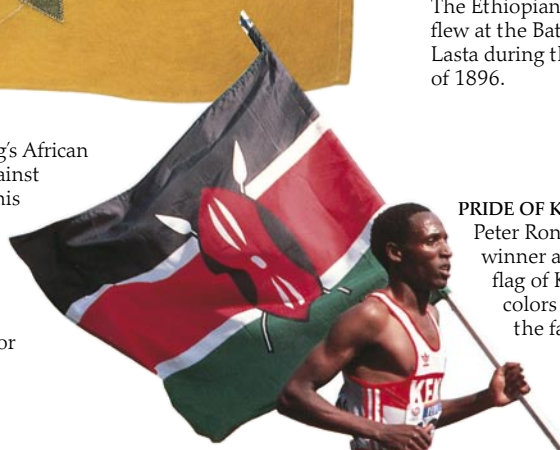 The Ethiopian
flew at the Bat
Lasta during th
of 1896.
g's African
ainst
his
or
PRIDE OF K
Peter Ron
winner a
flag of K
colors
the fa
KEN